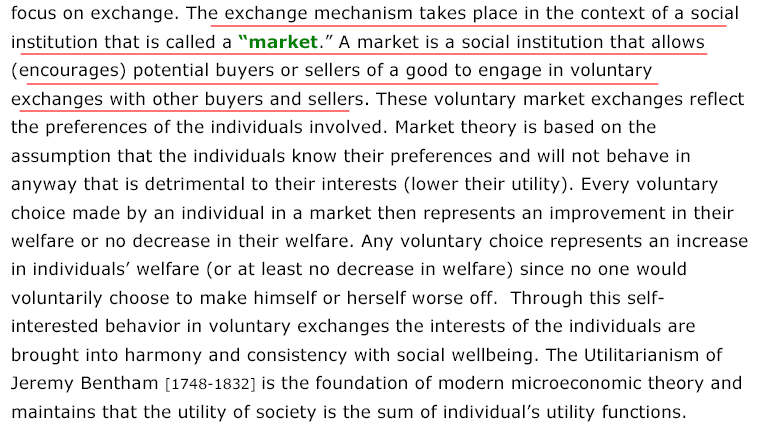 focus on exchange. The exchange mechanism takes place in the context of a social
institution that is called a “market.” A market is a social institution that allows
(encourages) potential buyers or sellers of a good to engage in voluntary
exchanges with other buyers and sellers. These voluntary market exchanges reflect
the preferences of the individuals involved. Market theory is based on the
assumption that the individuals know their preferences and will not behave in
anyway that is detrimental to their interests (lower their utility). Every voluntary
choice made by an individual in a market then represents an improvement in their
welfare or no decrease in their welfare. Any voluntary choice represents an increase
in individuals’ welfare (or at least no decrease in welfare) since no one would
voluntarily choose to make himself or herself worse off.  Through this self-
interested behavior in voluntary exchanges the interests of the individuals are
brought into harmony and consistency with social wellbeing. The Utilitarianism of
Jeremy Bentham [1748-1832] is the foundation of modern microeconomic theory and
maintains that the utility of society is the sum of individual’s utility functions.